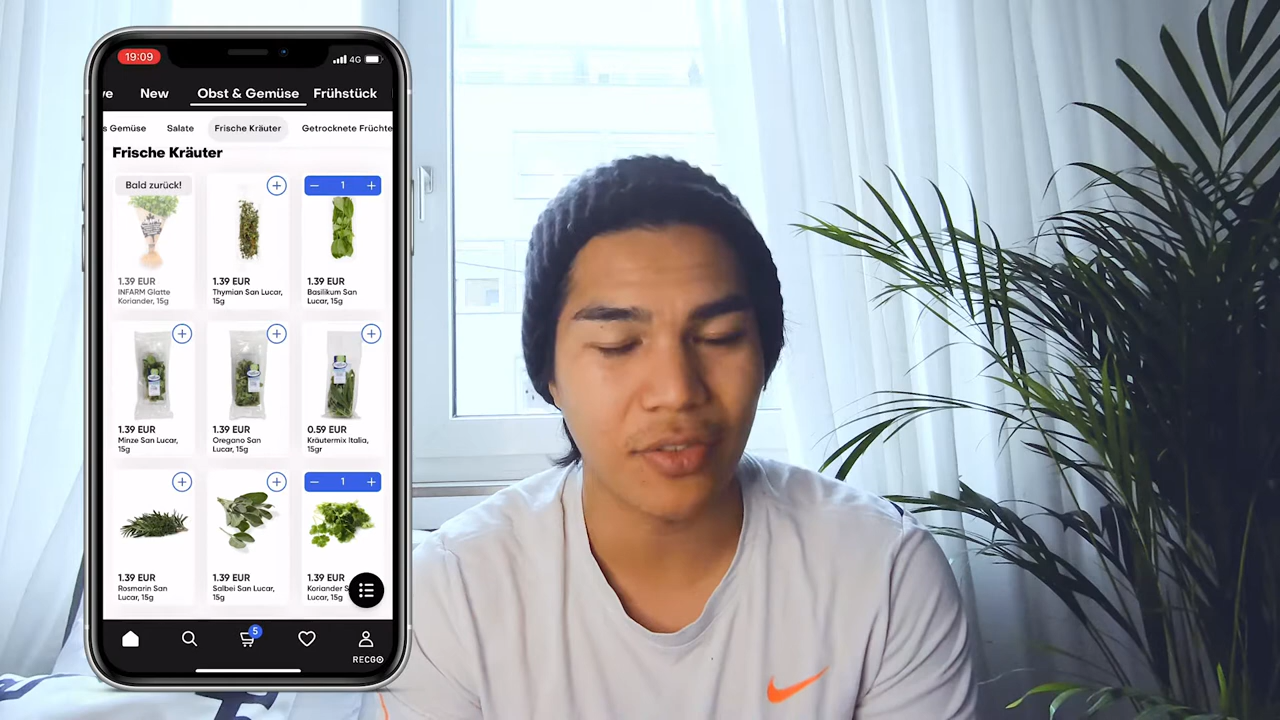 19:09
4G
ve New Obst & Gemüse Frühstück
s Gemüse Salate Frische Kräuter Getrocknete Früchte
Frische Kräuter
Bald zurück!
1
1.39 EUR
INFARM Glatte
Koriander, 15g
1.39 EUR
Thymian San Lucar,
15g
1.39 EUR
Basilikum San
Lucar, 15g
1.39 EUR
Minze San Lucar,
15g
1.39 EUR
Oregano San
Lucar, 15g
0.59 EUR
Kräutermix Italia,
15gr
1
1.39 EUR
Rosmarin San
Lucar, 15g
1.39 EUR
Salbei San Lucar,
15g
1.39 EUR
Koriander S
Lucar, 15g
5
RECGO